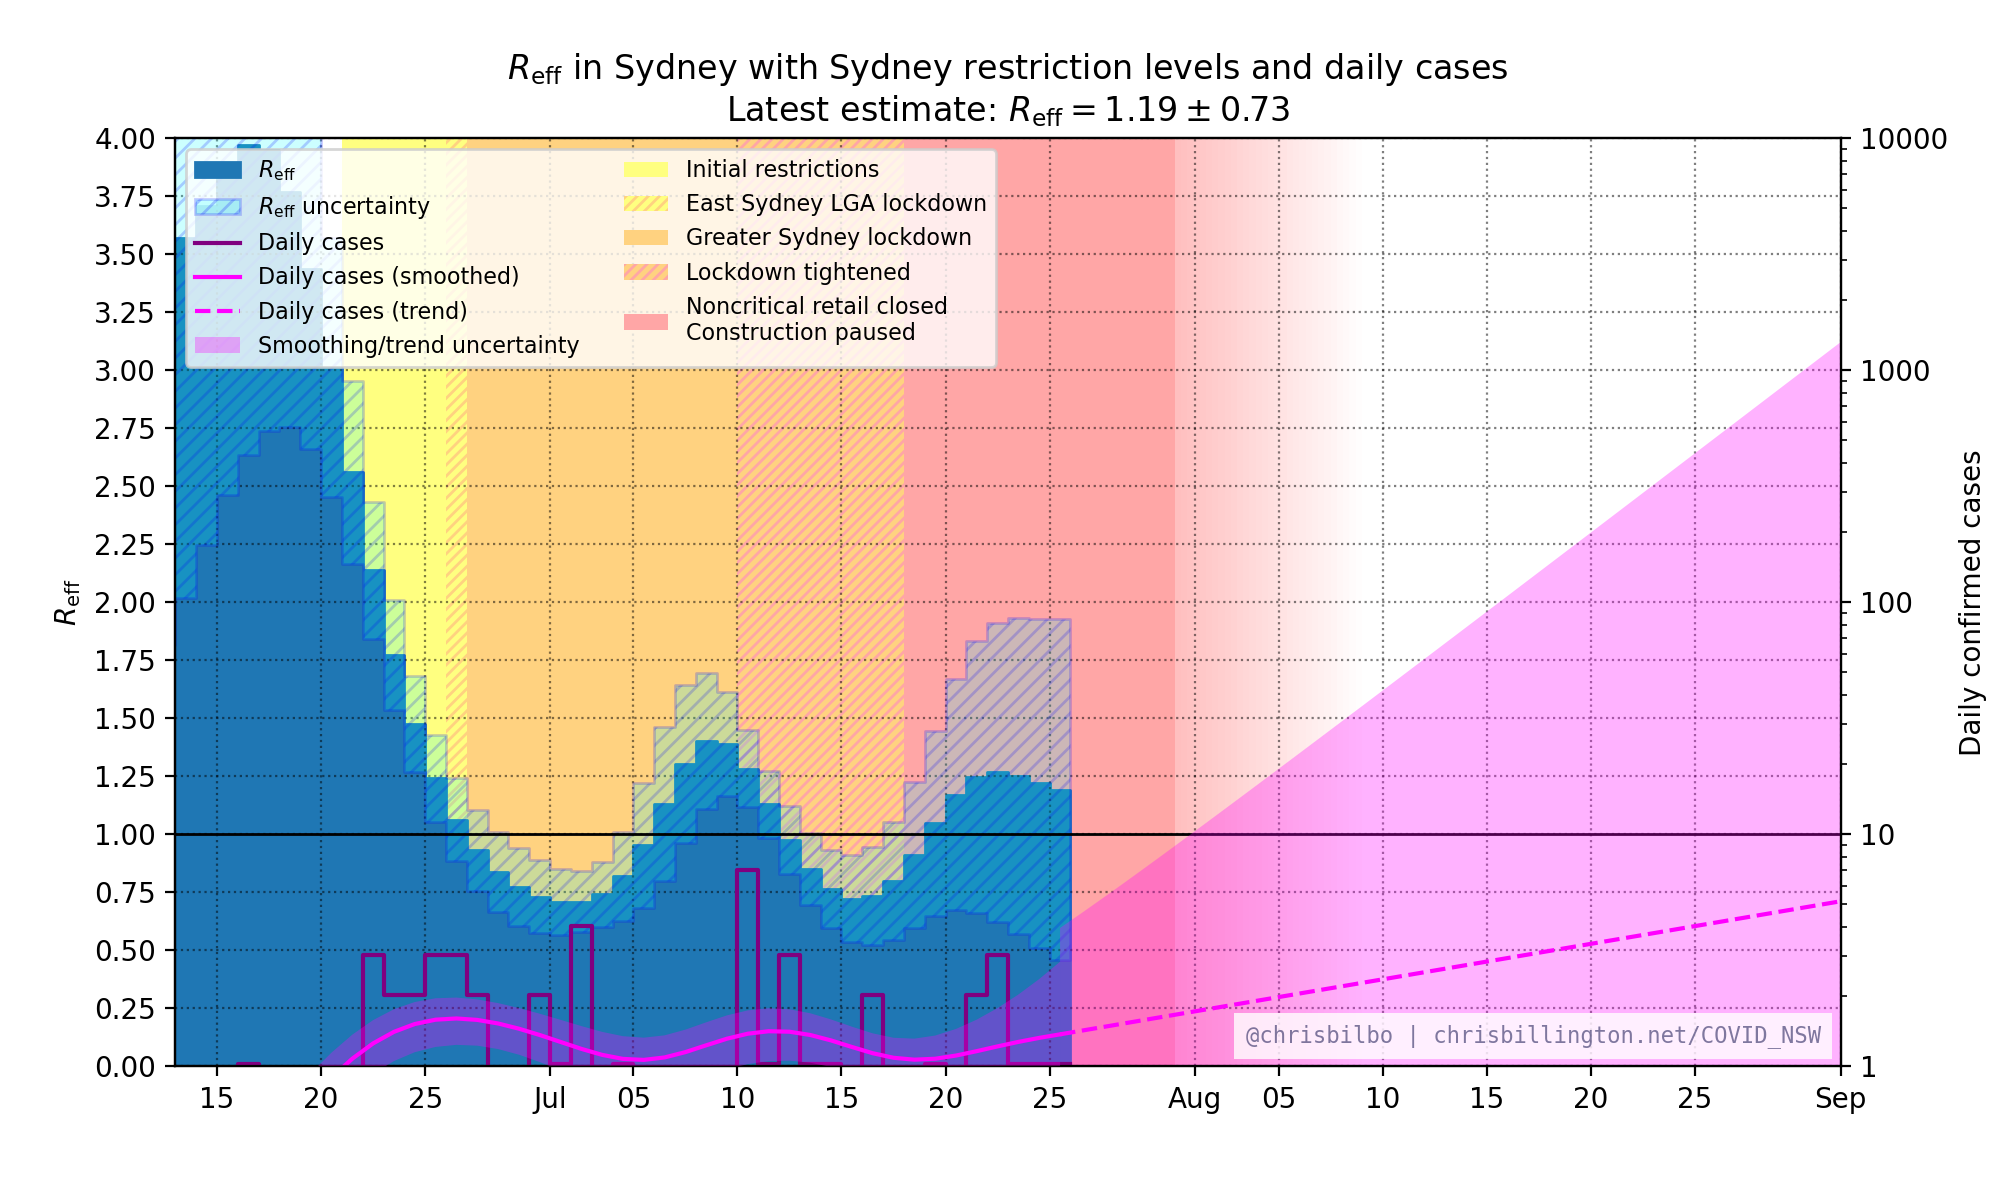 R_eff in Sydney with Sydney restriction levels and daily cases
Latest estimate: R_eff = 1.19 ± 0.73
R_eff
R_eff uncertainty
Daily cases
Daily cases (smoothed)
Daily cases (trend)
Smoothing/trend uncertainty
Initial restrictions
East Sydney LGA lockdown
Greater Sydney lockdown
Lockdown tightened
Noncritical retail closed
Construction paused
4.00
3.75
3.50
3.25
3.00
2.75
2.50
2.25
2.00
1.75
1.50
1.25
1.00
0.75
0.50
0.25
0.00
R_eff
10000
1000
100
10
1
Daily confirmed cases
@chrisbilbo | chrisbillington.net/COVID_NSW
15 20 25 Jul 05 10 15 20 25 Aug 05 10 15 20 25 Sep